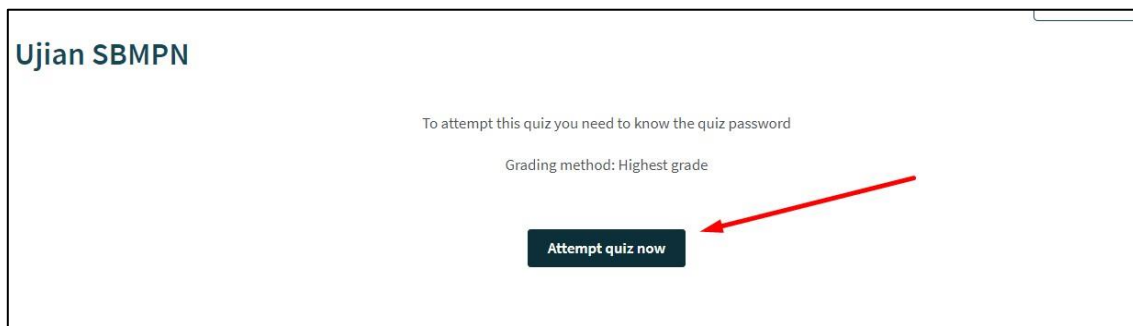 Ujian SBMPN
To attempt this quiz you need to know the quiz password
Grading method: Highest grade
Attempt quiz now